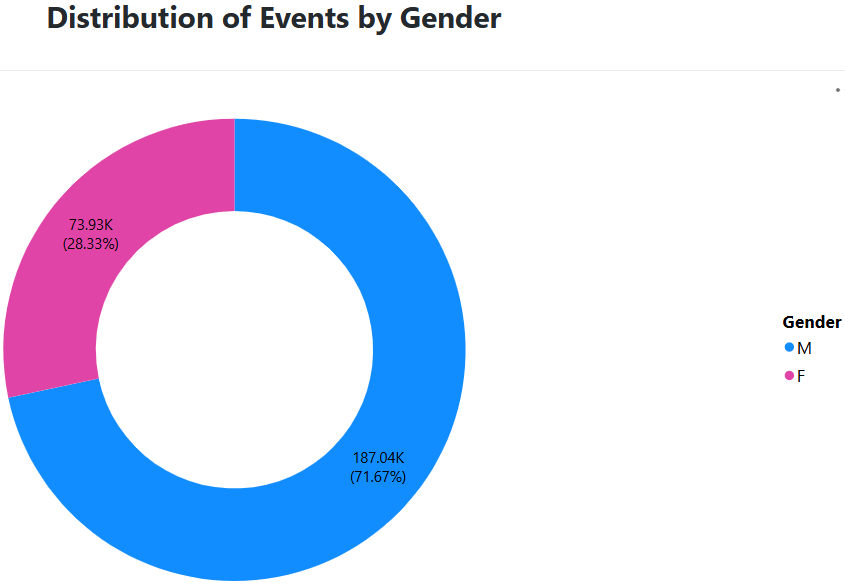 Distribution of Events by Gender
73.93K
(28.33%)
Gender
M
F
187.04K
(71.67%)